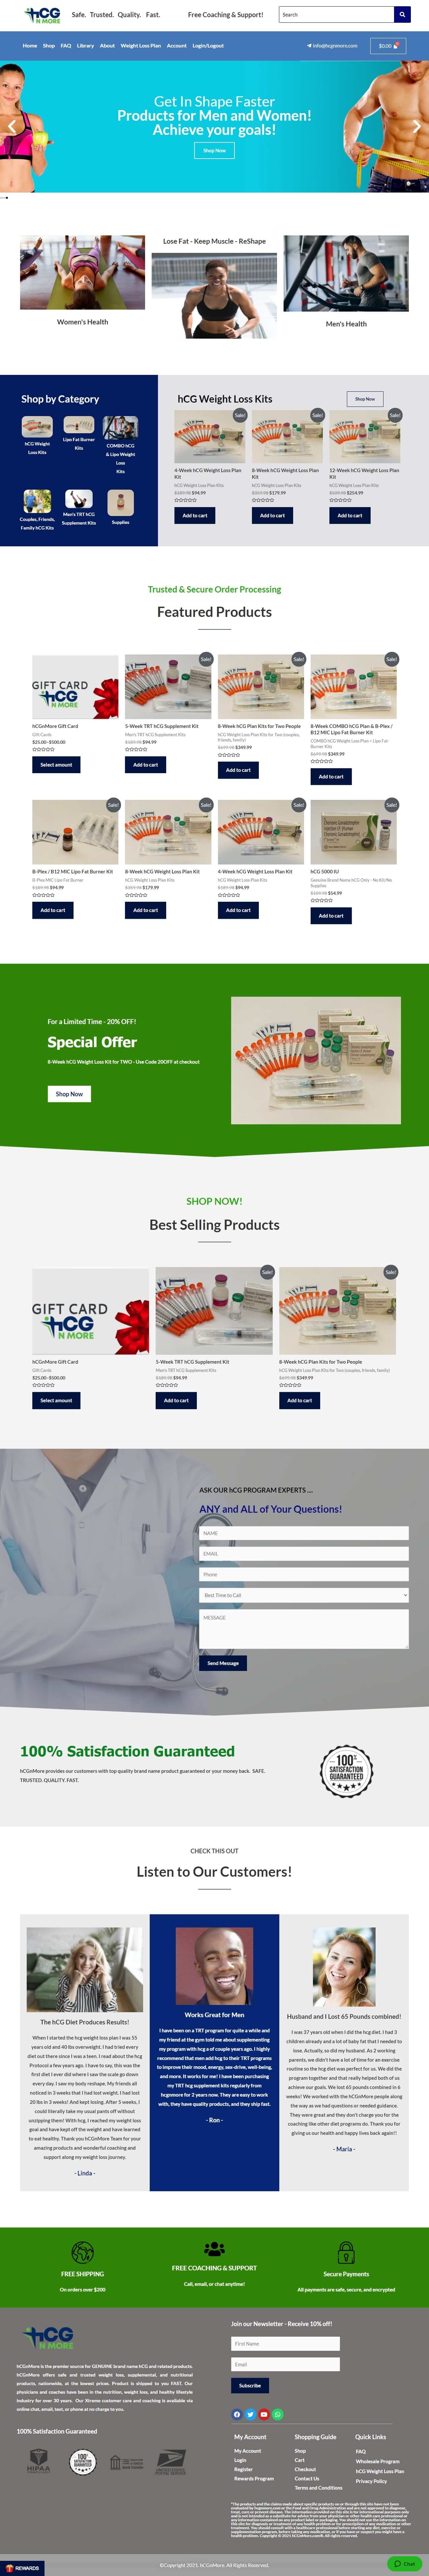 hCG
N MORE
Safe. Trusted. Quality. Fast.
Free Coaching & Support!
Search
Home Shop FAQ Library About Weight Loss Plan Account Login/Logout
info@hcgnmore.com
$0.00
Get In Shape Faster
Products for Men and Women!
Achieve your goals!
Shop Now
Women's Health
Lose Fat - Keep Muscle - ReShape
Men's Health
Shop by Category
hCG Weight
Loss Kits
Lipo Fat Burner
Kits
COMBO hCG
& Lipo Weight
Loss
Kits
Couples, Friends,
Family hCG Kits
Men's TRT hCG
Supplement Kits
Supplies
hCG Weight Loss Kits
Shop Now
Sale!
4-Week hCG Weight Loss Plan
Kit
hCG Weight Loss Plan Kits
$189.98 $94.99
Add to cart
Sale!
8-Week hCG Weight Loss Plan
Kit
hCG Weight Loss Plan Kits
$359.98 $179.99
Add to cart
Sale!
12-Week hCG Weight Loss Plan
Kit
hCG Weight Loss Plan Kits
$254.99
Add to cart
Trusted & Secure Order Processing
Featured Products
GIFT CARD
hCG
N MORE
hCGnMore Gift Card
Gift Cards
$25.00–$500.00
Select amount
Sale!
5-Week TRT hCG Supplement Kit
Men's TRT hCG Supplement Kits
$189.98 $94.99
Add to cart
Sale!
8-Week hCG Plan Kits for Two People
hCG Weight Loss Plan Kits for Two (couples,
friends, family)
$699.98 $349.99
Add to cart
Sale!
8-Week COMBO hCG Plan & B-Plex /
B12 MIC Lipo Fat Burner Kit
COMBO hCG Weight Loss Plan + Lipo Fat
Burner Kits
$699.98 $349.99
Add to cart
Sale!
B-Plex / B12 MIC Lipo Fat Burner Kit
B-Plex MIC Lipo Fat Burner
$189.98 $94.99
Add to cart
Sale!
8-Week hCG Weight Loss Plan Kit
hCG Weight Loss Plan Kits
$359.98 $179.99
Add to cart
Sale!
4-Week hCG Weight Loss Plan Kit
hCG Weight Loss Plan Kits
$189.98 $94.99
Add to cart
Sale!
hCG 5000 IU
Genuine Brand Name hCG Only - No Kit/No
Supplies
$54.99
Add to cart
For a Limited Time - 20% OFF!
Special Offer
8-Week hCG Weight Loss Kit for TWO - Use Code 20OFF at checkout
Shop Now
SHOP NOW!
Best Selling Products
GIFT CARD
hCG
N MORE
hCGnMore Gift Card
Gift Cards
$25.00–$500.00
Select amount
Sale!
5-Week TRT hCG Supplement Kit
Men's TRT hCG Supplement Kits
$189.98 $94.99
Add to cart
Sale!
8-Week hCG Plan Kits for Two People
hCG Weight Loss Plan Kits for Two (couples, friends, family)
$699.98 $349.99
Add to cart
ASK OUR hCG PROGRAM EXPERTS ....
ANY and All of Your Questions!
NAME
EMAIL
Phone
Best Time to Call
MESSAGE
Send Message
100% Satisfaction Guaranteed
hCGnMore provides our customers with top quality brand name product guaranteed or your money back. SAFE.
TRUSTED. QUALITY. FAST.
100%
SATISFACTION
GUARANTEED
CHECK THIS OUT
Listen to Our Customers!
The hCG Diet Produces Results!
When I started the hcg weight loss plan I was 55
years old and 40 lbs overweight. I had tried every
diet out there since I was 21. I read about the hcg
Protocol a few years ago. I have to say, this was the
first diet I ever did where I saw the scale go down
every day. I saw my body reshape. My friends all
noticed in 3 weeks that I had lost weight. I had lost
20 lbs in 3 weeks! And kept losing. After 5 weeks, I
could literally take my usual pants off without
unzipping them! With hcg, I reached my weight loss
goal and have kept off the weight and have learned
to eat healthy. Thanks to hCGnMore Team for your
amazing products and wonderful coaching and
support along my weight loss journey.
- Linda -
Works Great for Men
I have been on a TRT program for quite a while and
my friend at the gym told me about supplementing
my program with hcg a of couple years ago. I highly
recommend that men add hcg to their TRT programs
to improve their mood, energy, sex-drive, well-being,
and more. It works for me! I have been purchasing
my TRT hcg supplement kits regularly from
hcgnmore for 2 years now. They are easy to work
with, they have quality products, and they ship fast.
- Ron -
Husband and I Lost 65 Pounds combined!
I was 37 years old when I did the hcg diet. I had 3
children already and had a lot of baby fat that I needed to
lose. Actually, so did my husband. As 2 working
parents, we didn't have a lot of time for an exercise
routine so the hcg diet was perfect for us. We did the
program together and that really helped of us
achieve our goals. We lost 65 pounds combined in 6
weeks! We worked with the hCGnMore people along
the way as we had questions or needed guidance.
They were great and they don't charge you for the
coaching like other diet programs do. Thank you for
giving us our health and happy lives back again!!
- Maria -
FREE SHIPPING
On orders over $200
FREE COACHING & SUPPORT
Call, email, or chat anytime!
Secure Payments
All payments are safe, secure, and encrypted
hCG
N MORE
hCGnMore is the premier source for GENUINE brand name hCG and related products.
hCGnMore offers safe and trusted weight loss, supplemental, and nutritional
products, nationwide, at the lowest prices. Product is shipped to you FAST. Our
physicians and coaches have been in the nutrition, weight loss, and healthy lifestyle
industry for over 30 years. Our Xtreme customer care and coaching is available via
online chat, email, text, or phone at no charge to you.
100% Satisfaction Guaranteed
HIPAA
100%
SATISFACTION
GUARANTEED
Join our Newsletter - Receive 10% off!
First Name
Email
Subscribe
My Account
My Account
Login
Register
Rewards Program
Shopping Guide
Shop
Cart
Checkout
Contact Us
Terms and Conditions
Quick Links
FAQ
Wholesale Program
hCG Weight Loss Plan
Privacy Policy
©Copyright 2021. hCGnMore. All Rights Reserved.
REWARDS
Chat